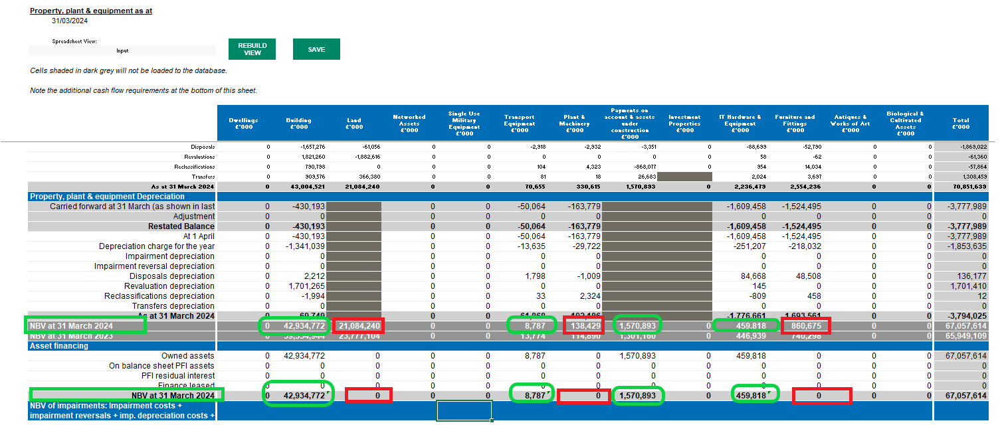 Property, plant & equipment as at
31/03/2024
Spreadsheet View:
Input
REBUILD VIEW
SAVE
Cells shaded in dark grey will not be loaded to the database.
Note the additional cash flow requirements at the bottom of this sheet.
Dwellings £'000 Building £'000 Land £'000 Networked Assets £'000 Single Use Military Equipment £'000 Transport Equipment £'000 Plant & Machinery £'000 Payments on account & assets under construction £'000 Investment Properties £'000 IT Hardware & Equipment £'000 Furniture and Fittings £'000 Antiques & Works of Art £'000 Biological & Cultivated Assets £'000 Total £'000
Disposals 0 -1,657,276 -61,056 0 0 -2,918 -2,932 -3,351 0 -88,699 -52,790 0 0 -1,869,022
Revaluations 0 1,821,260 -1,882,616 0 0 0 0 0 0 58 -62 0 0 -61,360
Reclassifications 0 790,798 0 0 0 104 4,323 -868,077 0 954 14,034 0 0 -57,864
Transfers 0 909,576 366,380 0 0 81 18 26,683 2,024 3,697 0 0 1,308,459
As at 31 March 2024 0 43,004,521 21,084,240 0 0 70,655 330,615 1,570,893 0 2,236,479 2,554,236 0 0 70,851,639
Property, plant & equipment Depreciation
Carried forward at 31 March (as shown in last 0 -430,193 0 0 -50,064 -163,779 -1,609,458 -1,524,495 0 0 -3,777,989
Adjustment 0 0 0 0 0 0 0 0 0 0 0
Restated Balance 0 -430,193 0 0 -50,064 -163,779 -1,609,458 -1,524,495 0 0 -3,777,989
At 1 April 0 -430,193 0 0 -50,064 -163,779 -1,609,458 -1,524,495 0 0 -3,777,989
Depreciation charge for the year 0 -1,341,039 0 0 -13,635 -29,722 -251,207 -218,032 0 0 -1,853,635
Impairment depreciation 0 0 0 0 0 0 0 0 0 0 0
Impairment reversal depreciation 0 0 0 0 0 0 0 0 0 0 0
Disposals depreciation 0 2,212 0 0 1,798 -1,009 84,668 48,508 0 0 136,177
Revaluation depreciation 0 1,701,265 0 0 0 0 145 0 0 0 1,701,410
Reclassifications depreciation 0 -1,994 0 0 33 2,324 -809 458 0 0 12
Transfers depreciation 0 0 0 0 0 0 0 0 0 0 0
As at 31 March 2024 0 0 0 -1,776,661 0 0 -3,794,025
NBV at 31 March 2024 0 42,934,772 21,084,240 0 0 8,787 138,429 1,570,893 0 459,818 860,675 0 0 67,057,614
NBV at 31 March 2023 0 23,777,104 0 0 13,774 114,890 1,301,160 0 446,939 740,298 0 0 65,949,109
Asset financing
Owned assets 0 42,934,772 0 0 0 8,787 0 1,570,893 0 459,818 0 0 0 67,057,614
On balance sheet PFI assets 0 0 0 0 0 0 0 0 0 0 0 0 0 0
PFI residual interest 0 0 0 0 0 0 0 0 0 0 0 0 0 0
Finance leased 0 0 0 0 0 0 0 0 0 0 0 0 0 0
NBV at 31 March 2024 0 42,934,772 0 0 0 8,787 0 1,570,893 0 459,818 0 0 0 67,057,614
NBV of impairments: Impairment costs +
impairment reversals + imp. depreciation costs +